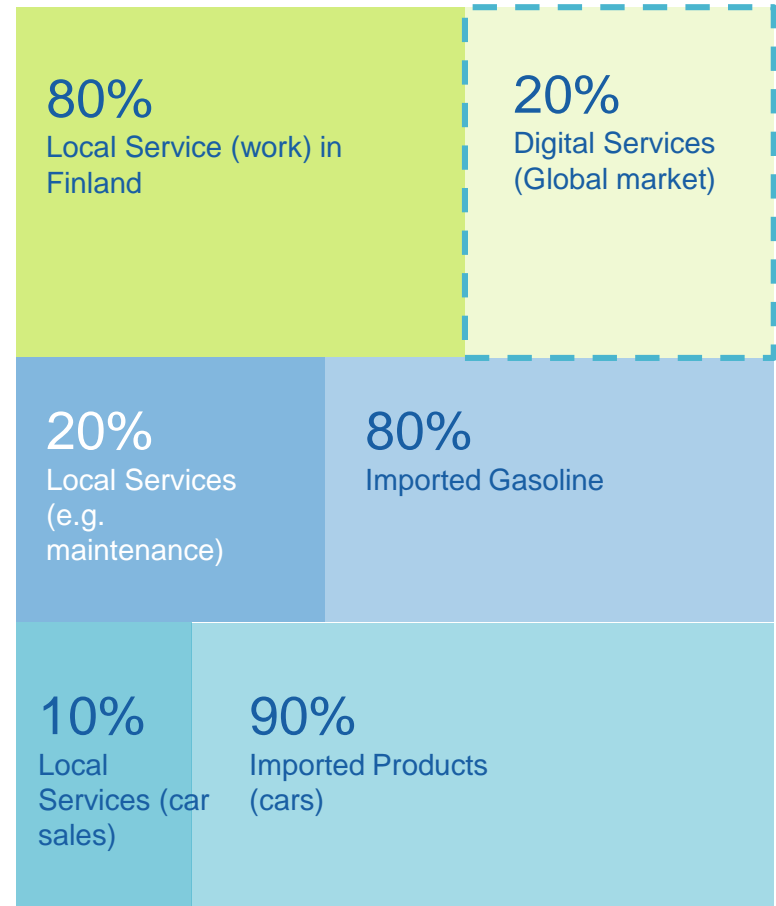 80%
Local Service (work) in
Finland
20%
Digital Services
(Global market)
20%
Local Services
(e.g.
maintenance)
80%
Imported Gasoline
10%
Local
Services (car
sales)
90%
Imported Products
(cars)